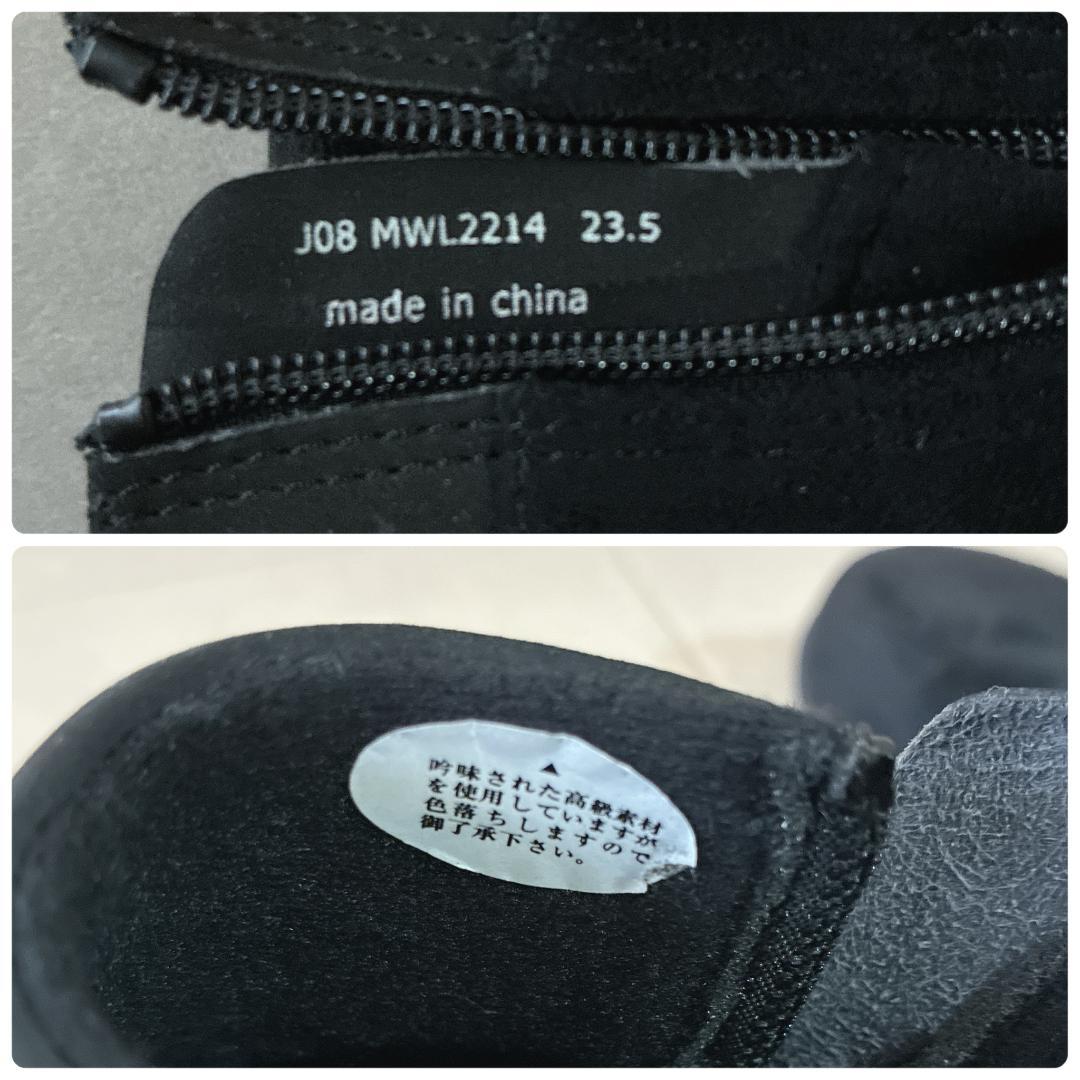 J08 MWL2214 23.5
made in china
▲
吟味された高級素材
を使用していますが
色落ちしますので
御了承下さい。